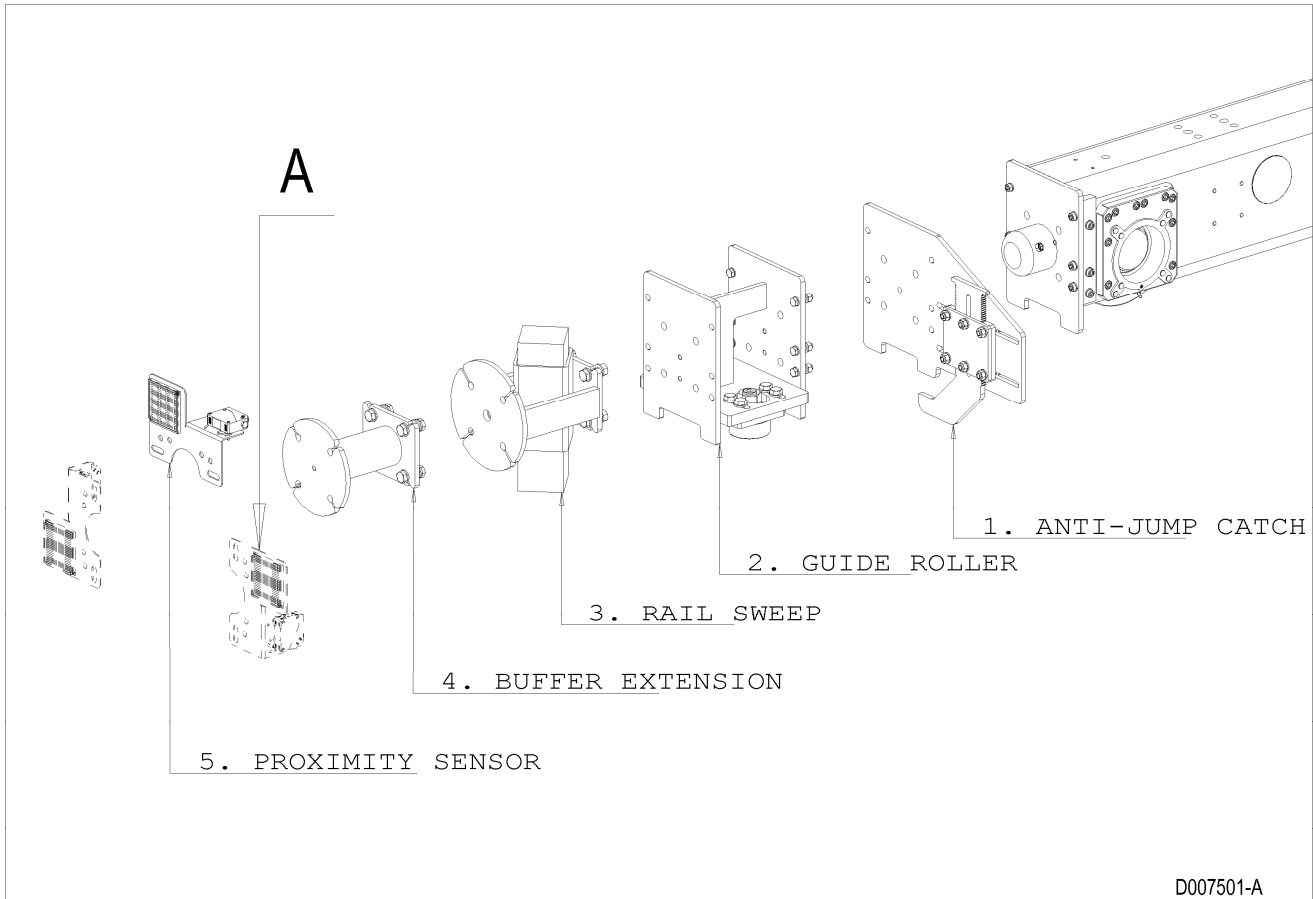 A
1. ANTI-JUMP CATCH
2. GUIDE ROLLER
3. RAIL SWEEP
4. BUFFER EXTENSION
5. PROXIMITY SENSOR
D007501-A